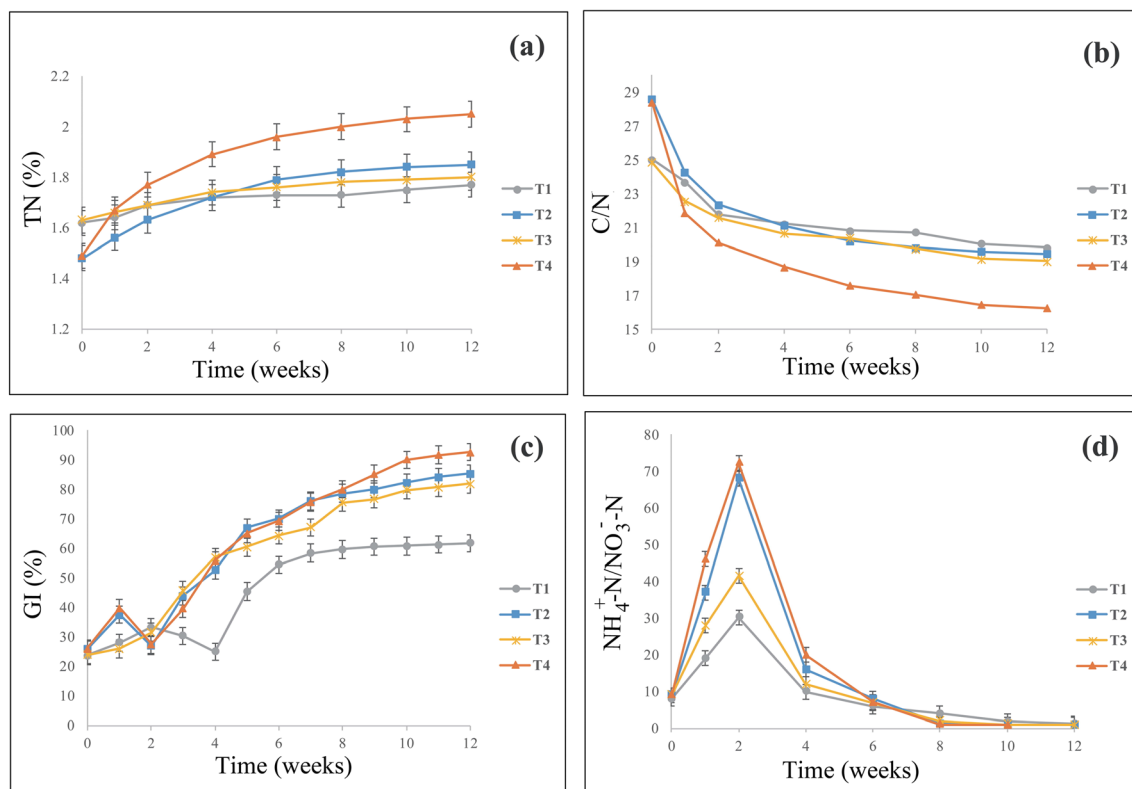 (a)
2.2
2
1.8
1.6
1.4
1.2
TN (%)
0 2 4 6 8 10 12
Time (weeks)
T1
T2
T3
T4
(b)
29
27
25
23
21
19
17
15
C/N
0 2 4 6 8 10 12
Time (weeks)
T1
T2
T3
T4
(c)
100
90
80
70
60
50
40
30
20
10
0
GI (%)
0 2 4 6 8 10 12
Time (weeks)
T1
T2
T3
T4
(d)
80
70
60
50
40
30
20
10
0
NH₄⁺-N/NO₃⁻-N
0 2 4 6 8 10 12
Time (weeks)
T1
T2
T3
T4